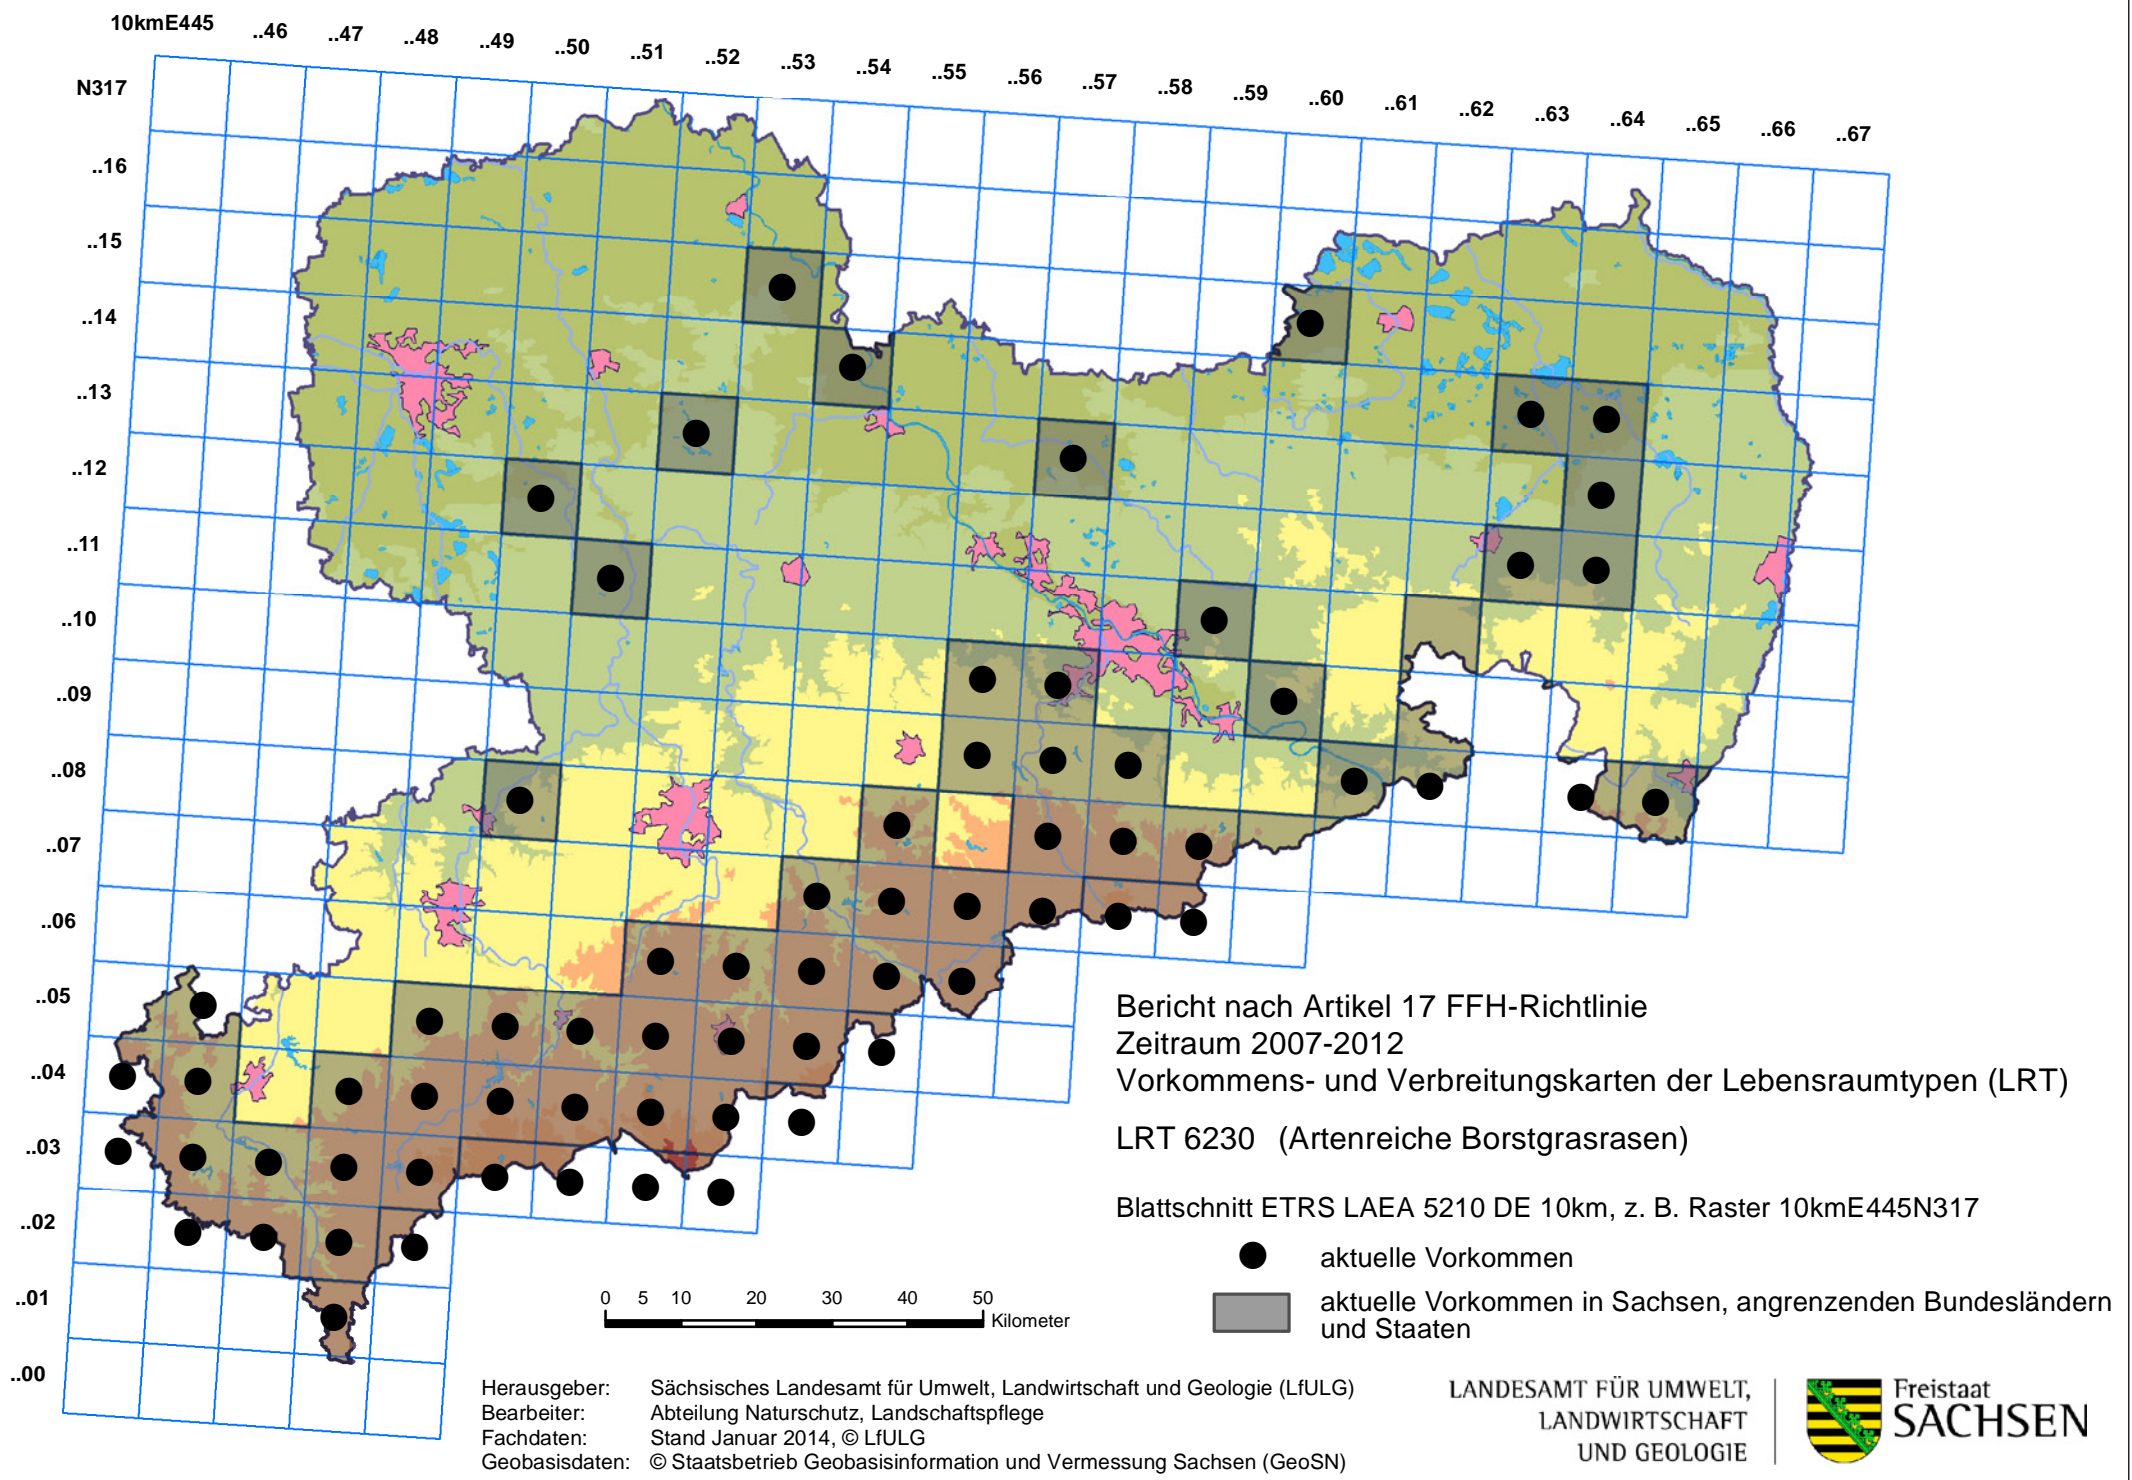 10kmE445 ..46 ..47 ..48 ..49 ..50 ..51 ..52 ..53 ..54 ..55 ..56 ..57 ..58 ..59 ..60 ..61 ..62 ..63 ..64 ..65 ..66 ..67
N317
..16
..15
..14
..13
..12
..11
..10
..09
..08
..07
..06
..05
..04
..03
..02
..01
..00
Bericht nach Artikel 17 FFH-Richtlinie
Zeitraum 2007-2012
Vorkommens- und Verbreitungskarten der Lebensraumtypen (LRT)
LRT 6230 (Artenreiche Borstgrasrasen)
Blattschnitt ETRS LAEA 5210 DE 10km, z. B. Raster 10kmE445N317
aktuelle Vorkommen
aktuelle Vorkommen in Sachsen, angrenzenden Bundesländern
und Staaten
0 5 10 20 30 40 50
Kilometer
Herausgeber: Sächsisches Landesamt für Umwelt, Landwirtschaft und Geologie (LfULG)
Bearbeiter: Abteilung Naturschutz, Landschaftspflege
Fachdaten: Stand Januar 2014, © LfULG
Geobasisdaten: © Staatsbetrieb Geobasisinformation und Vermessung Sachsen (GeoSN)
LANDESAMT FÜR UMWELT,
LANDWIRTSCHAFT
UND GEOLOGIE
Freistaat
SACHSEN